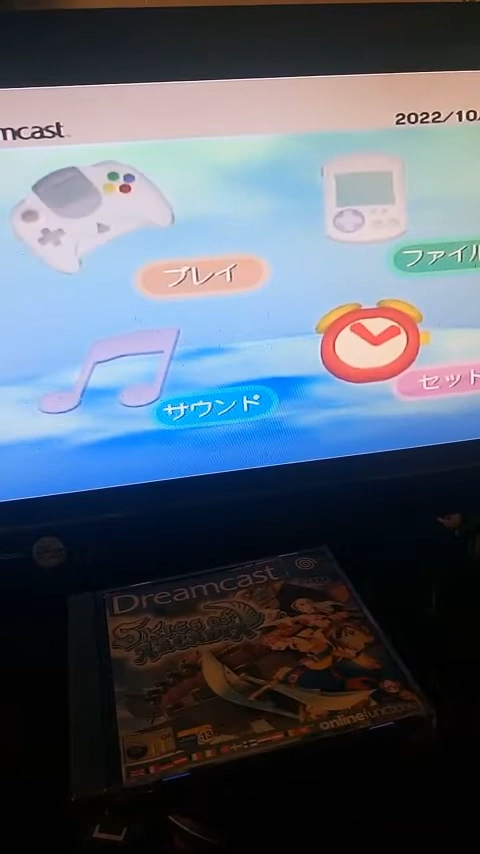 mcast
2022/10
プレイ
ファイル
サウンド
セット
Dreamcast
SKIES OF
ARCADIA
online function